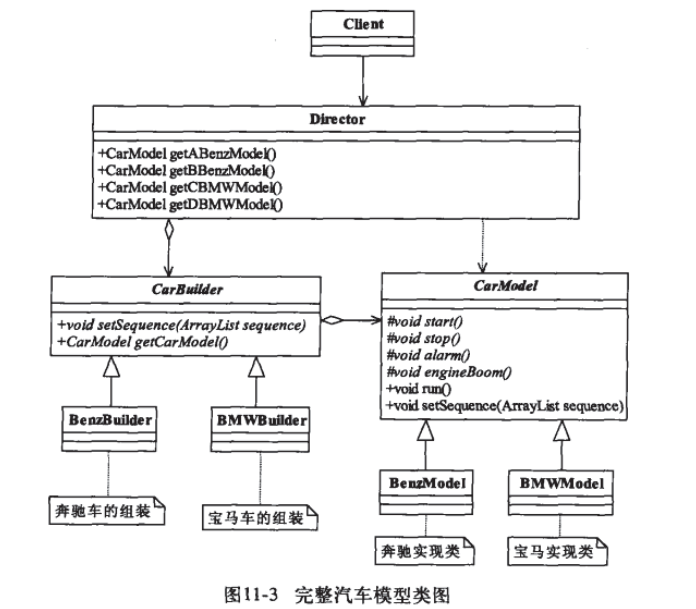 Client
Director
+CarModel getABenzModel()
+CarModel getBBenzModel()
+CarModel getCBMWModel()
+CarModel getDBMWModel()
CarBuilder
+void setSequence(ArrayList sequence)
+CarModel getCarModel()
CarModel
#void start()
#void stop()
#void alarm()
#void engineBoom()
+void run()
+void setSequence(ArrayList sequence)
BenzBuilder
BMWBuilder
奔驰车的组装
宝马车的组装
BenzModel
BMWModel
奔驰实现类
宝马实现类
图11-3 完整汽车模型类图